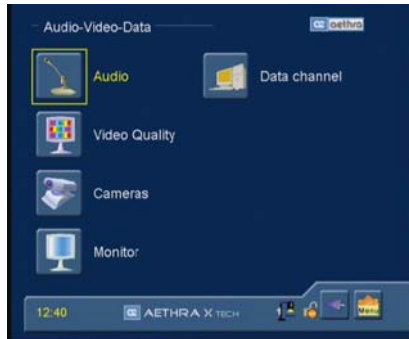 Audio-Video-Data
aethra
Audio
Data channel
Video Quality
Cameras
Monitor
12:40
AETHRA X TECH
Menu